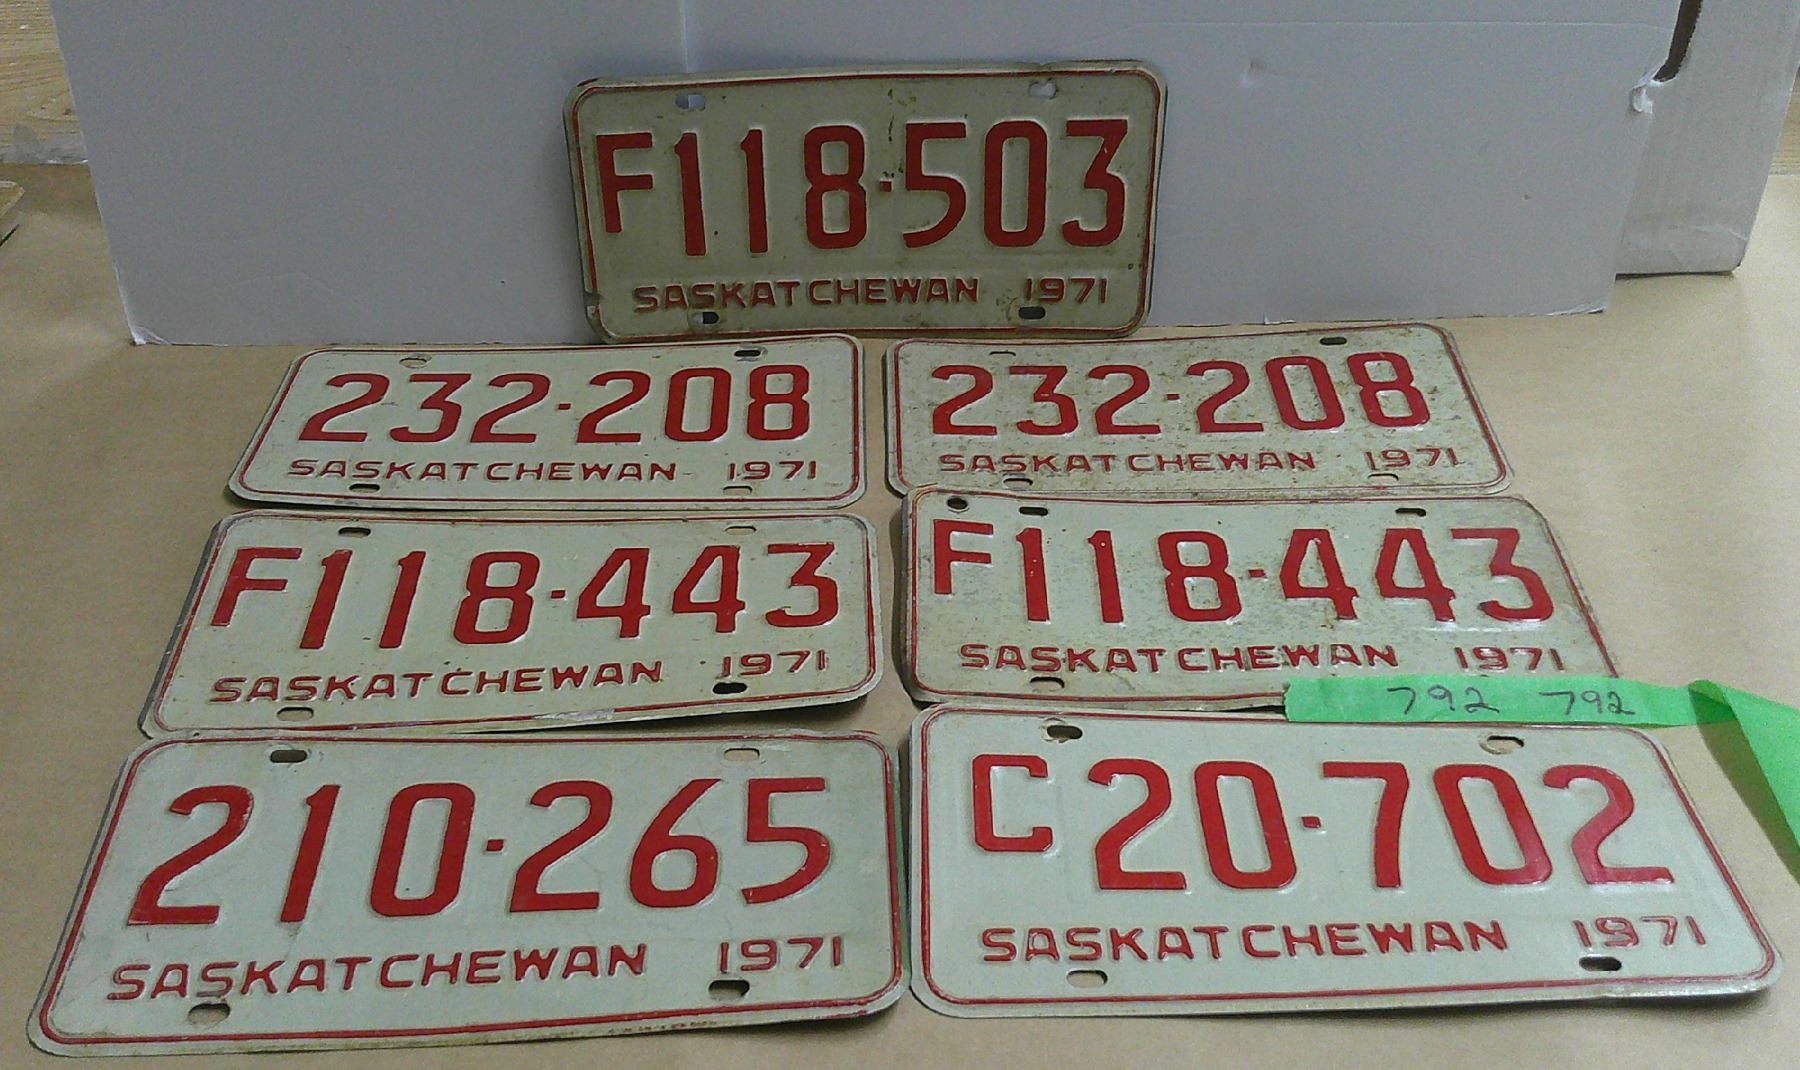 F118·503
SASKATCHEWAN 1971
232·208
SASKATCHEWAN 1971
232·208
SASKATCHEWAN 1971
F118·443
SASKATCHEWAN 1971
F118·443
SASKATCHEWAN 1971
792 792
210·265
SASKATCHEWAN 1971
C20·702
SASKATCHEWAN 1971